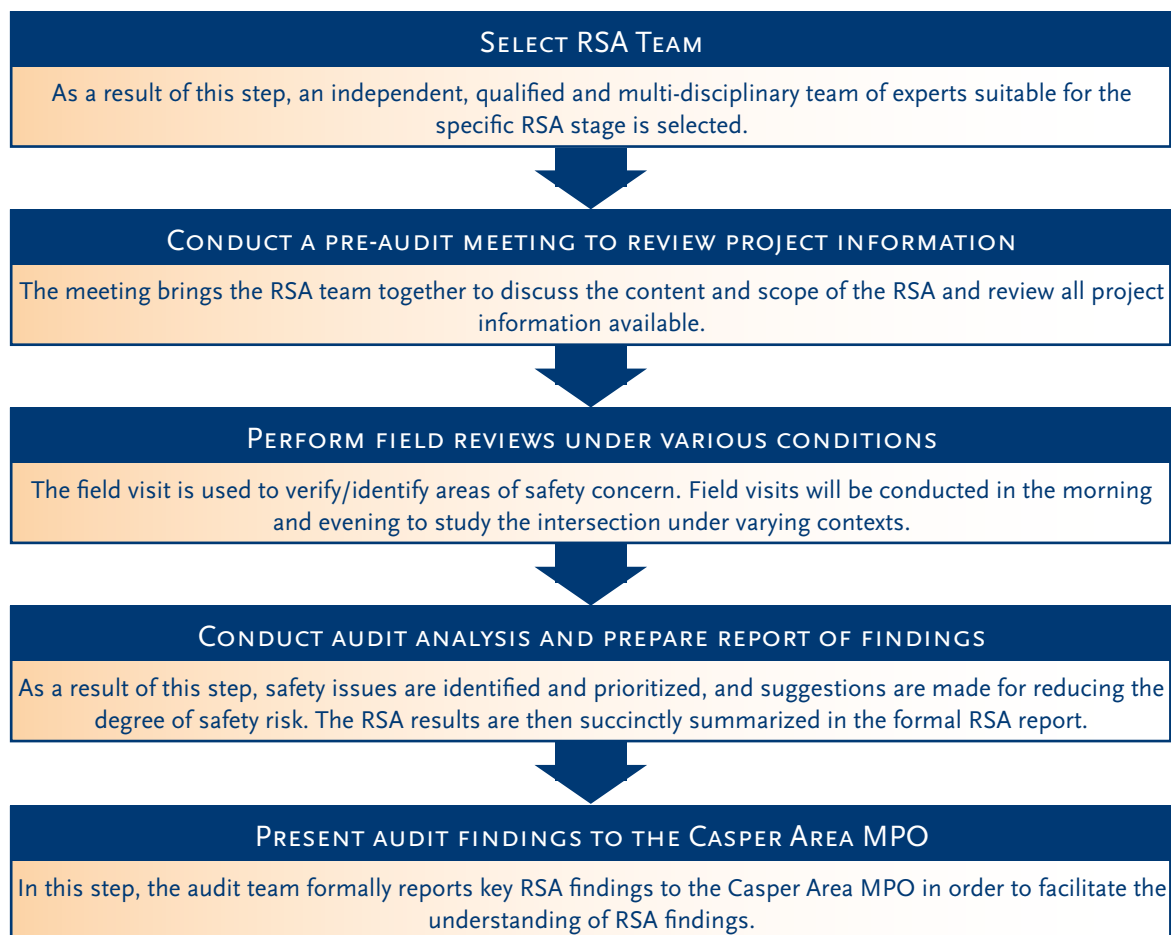 Select RSA Team
As a result of this step, an independent, qualified and multi-disciplinary team of experts suitable for the
specific RSA stage is selected.
Conduct a pre-audit meeting to review project information
The meeting brings the RSA team together to discuss the content and scope of the RSA and review all project
information available.
Perform field reviews under various conditions
The field visit is used to verify/identify areas of safety concern. Field visits will be conducted in the morning
and evening to study the intersection under varying contexts.
Conduct audit analysis and prepare report of findings
As a result of this step, safety issues are identified and prioritized, and suggestions are made for reducing the
degree of safety risk. The RSA results are then succinctly summarized in the formal RSA report.
Present audit findings to the Casper Area MPO
In this step, the audit team formally reports key RSA findings to the Casper Area MPO in order to facilitate the
understanding of RSA findings.